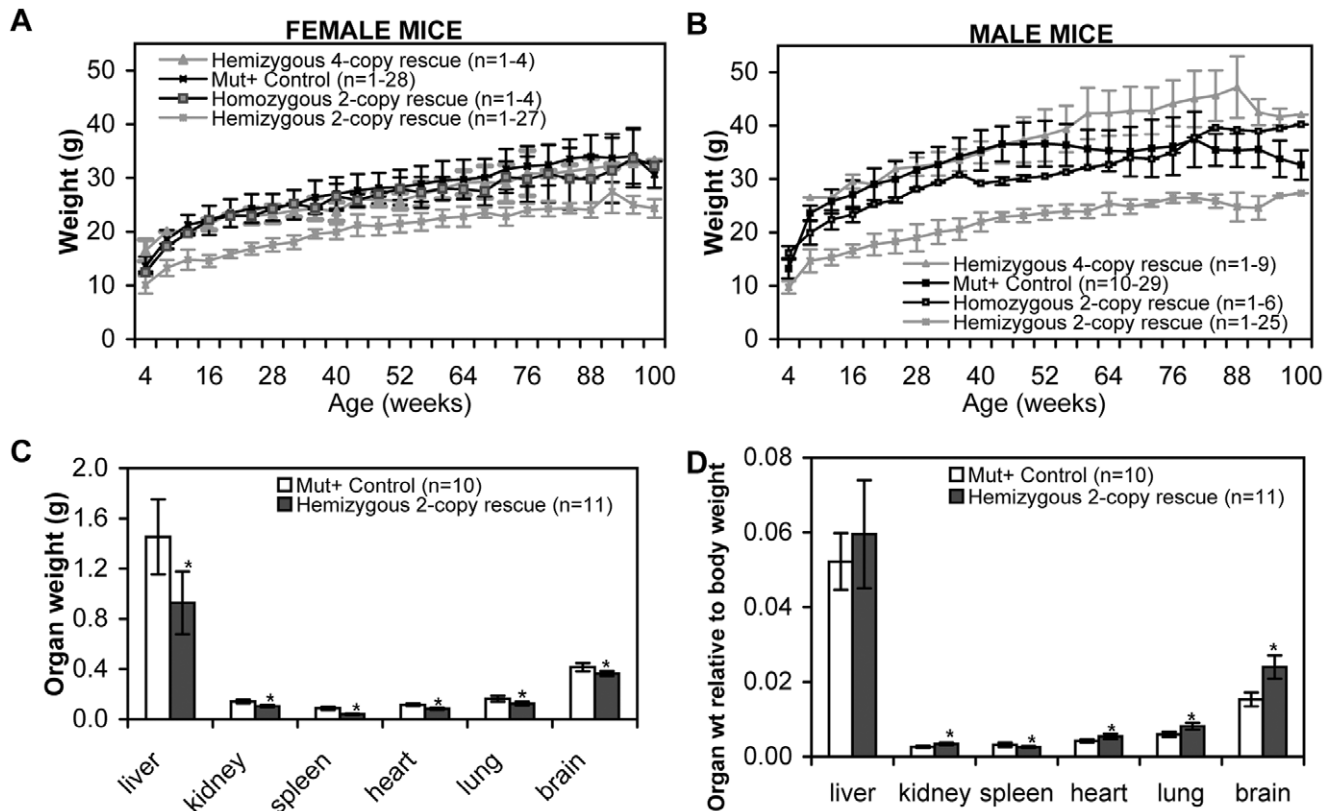 A
FEMALE MICE
Hemizygous 4-copy rescue (n=1-4)
Mut+ Control (n=1-28)
Homozygous 2-copy rescue (n=1-4)
Hemizygous 2-copy rescue (n=1-27)
Weight (g)
50
40
30
20
10
0
4 16 28 40 52 64 76 88 100
Age (weeks)
B
MALE MICE
Hemizygous 4-copy rescue (n=1-9)
Mut+ Control (n=10-29)
Homozygous 2-copy rescue (n=1-6)
Hemizygous 2-copy rescue (n=1-25)
Weight (g)
50
40
30
20
10
0
4 16 28 40 52 64 76 88 100
Age (weeks)
C
Mut+ Control (n=10)
Hemizygous 2-copy rescue (n=11)
Organ weight (g)
2.0
1.6
1.2
0.8
0.4
0.0
* * * * * *
liver kidney spleen heart lung brain
D
Mut+ Control (n=10)
Hemizygous 2-copy rescue (n=11)
Organ wt relative to body weight
0.08
0.06
0.04
0.02
0.00
* * * * *
liver kidney spleen heart lung brain